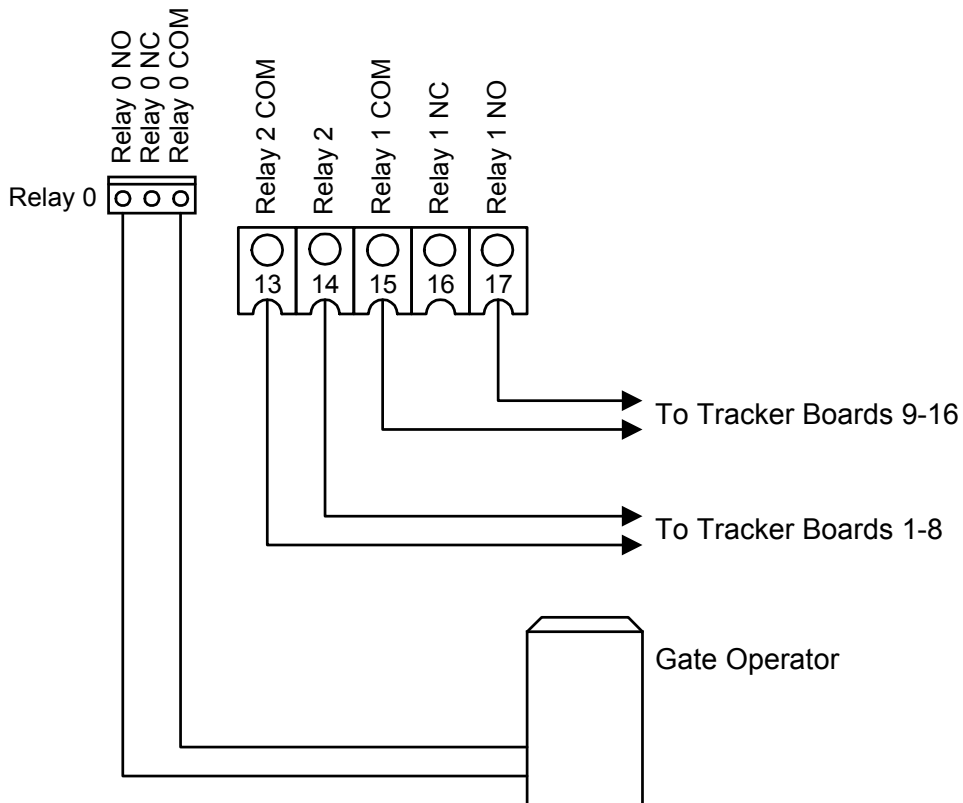 Relay 0 NO
Relay 0 NC
Relay 0 COM
Relay 0
Relay 2 COM
Relay 2
Relay 1 COM
Relay 1 NC
Relay 1 NO
13
14
15
16
17
To Tracker Boards 9-16
To Tracker Boards 1-8
Gate Operator